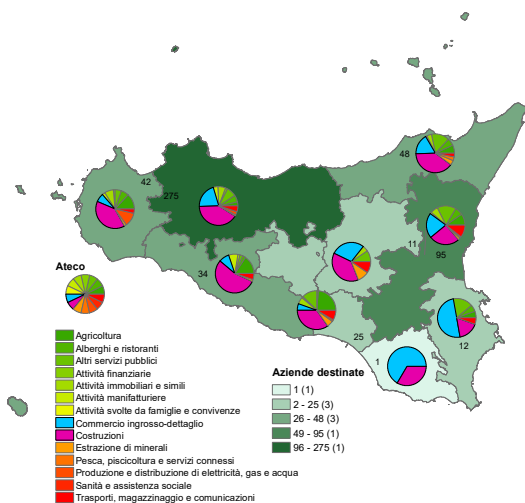 48
42
275
11
95
34
25
1
12
Ateco
Agricoltura
Alberghi e ristoranti
Altri servizi pubblici
Attività finanziarie
Attività immobiliari e simili
Attività manifatturiere
Attività svolte da famiglie e convivenze
Commercio ingrosso-dettaglio
Costruzioni
Estrazione di minerali
Pesca, piscicoltura e servizi connessi
Produzione e distribuzione di elettricità, gas e acqua
Sanità e assistenza sociale
Trasporti, magazzinaggio e comunicazioni
Aziende destinate
1 (1)
2 - 25 (3)
26 - 48 (3)
49 - 95 (1)
96 - 275 (1)